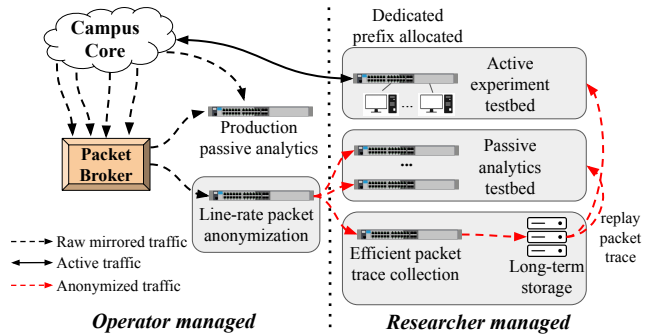 Campus
Core
Dedicated
prefix allocated
Active
experiment
testbed
...
Production
passive analytics
Packet
Broker
Passive
analytics
testbed
...
Line-rate packet
anonymization
Efficient packet
trace collection
Long-term
storage
replay
packet
trace
Raw mirrored traffic
Active traffic
Anonymized traffic
Operator managed
Researcher managed